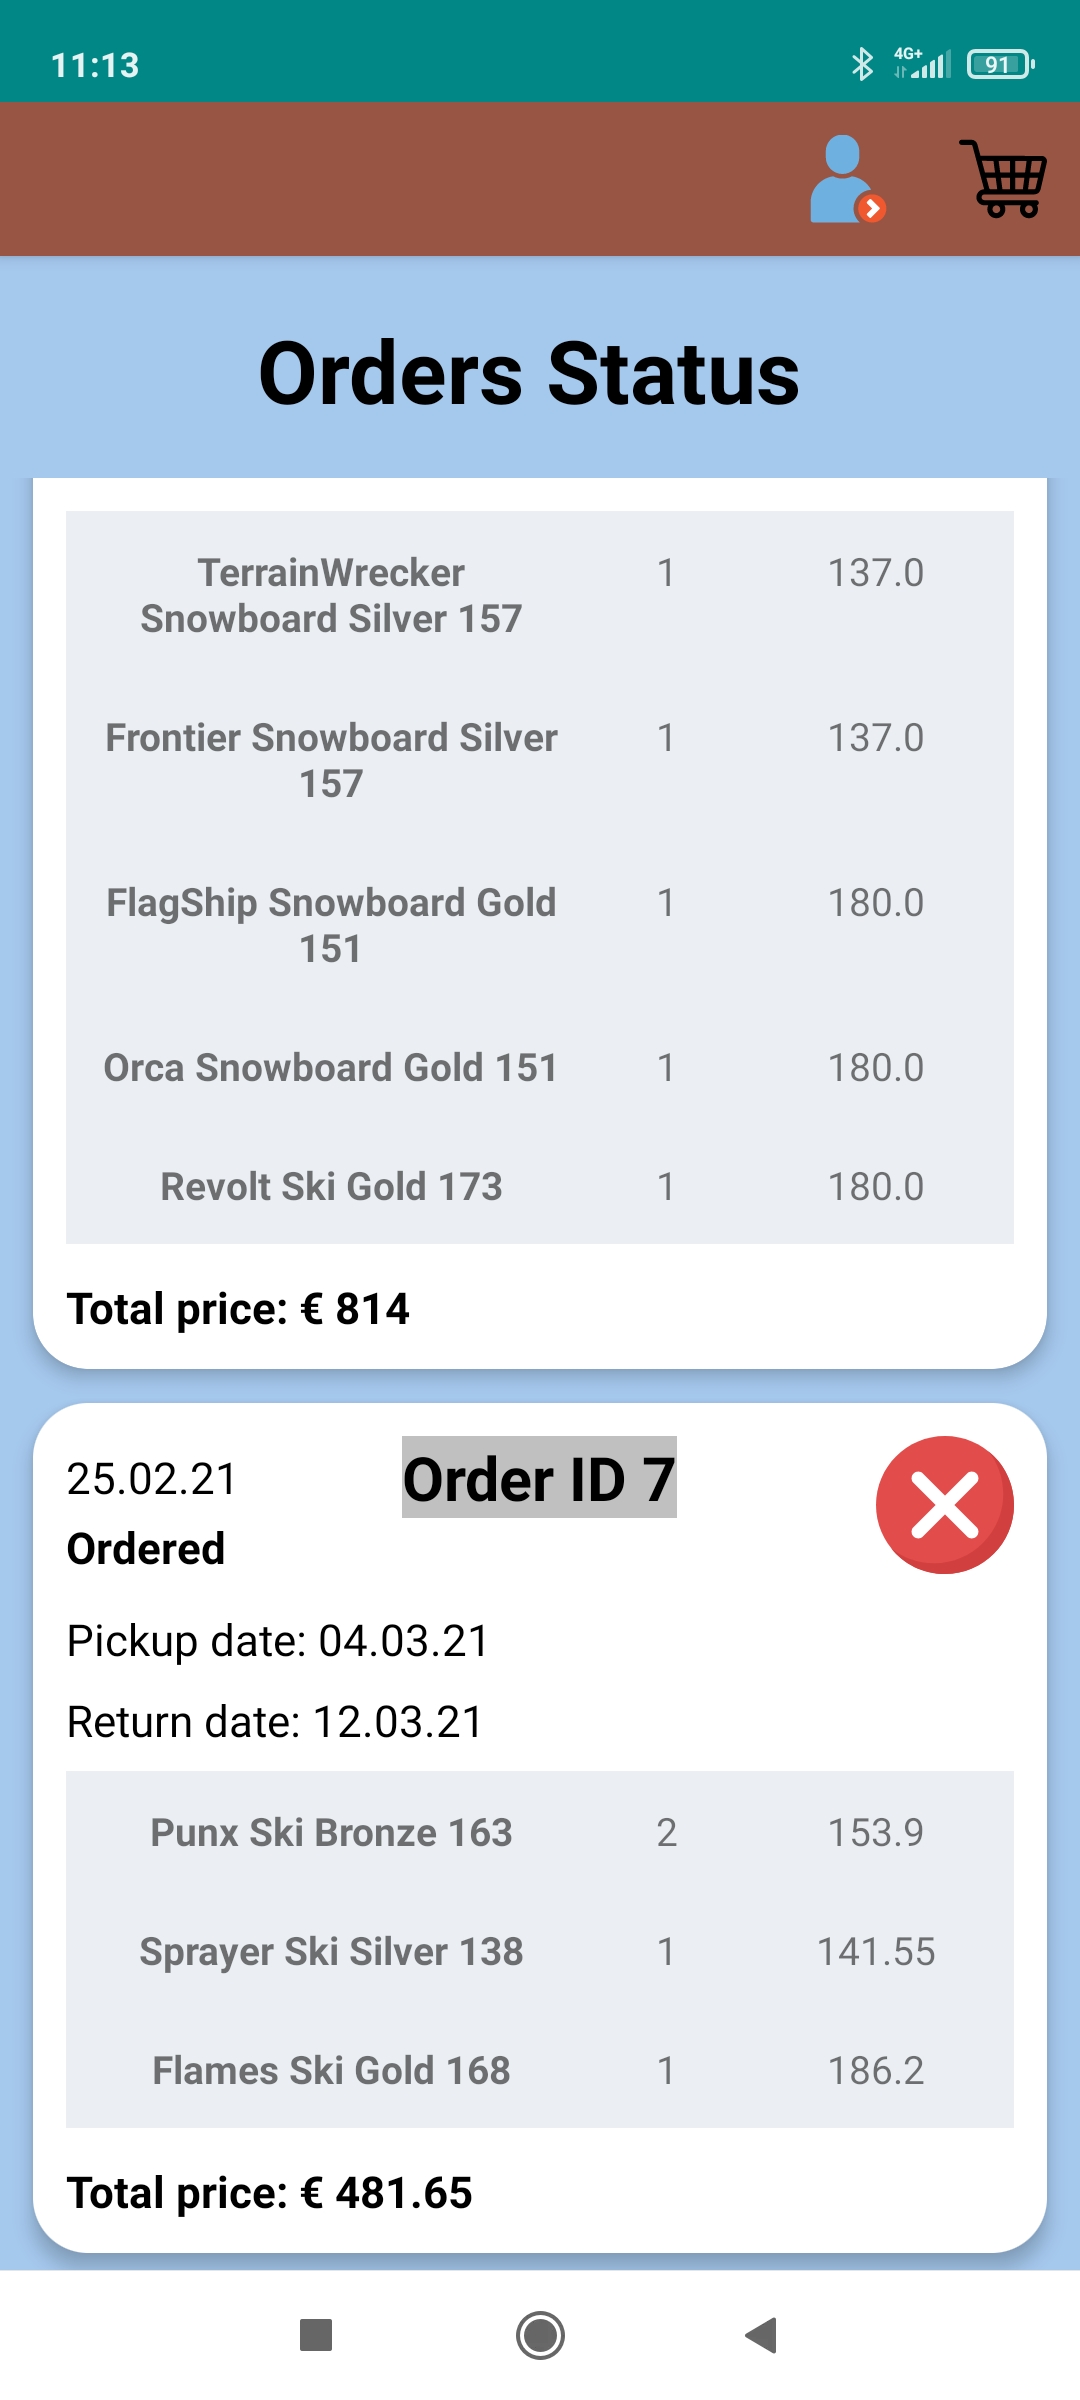 11:13
4G+
91
Orders Status
TerrainWrecker 1 137.0
Snowboard Silver 157
Frontier Snowboard Silver 1 137.0
157
FlagShip Snowboard Gold 1 180.0
151
Orca Snowboard Gold 151 1 180.0
Revolt Ski Gold 173 1 180.0
Total price: € 814
25.02.21 Order ID 7
Ordered
Pickup date: 04.03.21
Return date: 12.03.21
Punx Ski Bronze 163 2 153.9
Sprayer Ski Silver 138 1 141.55
Flames Ski Gold 168 1 186.2
Total price: € 481.65